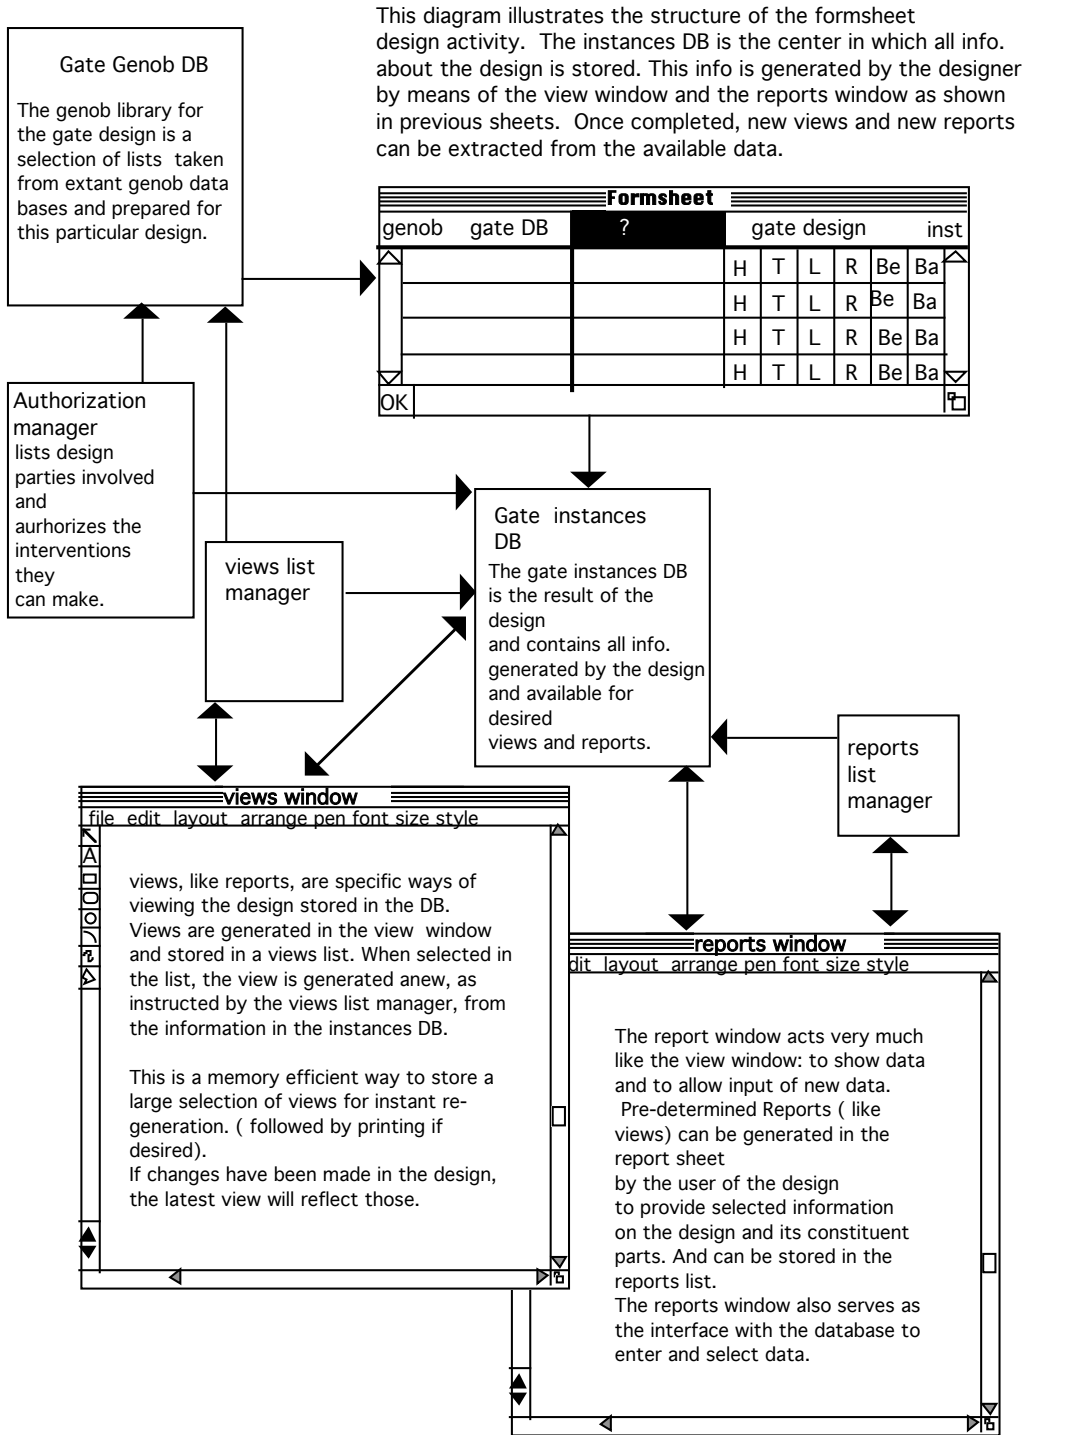 This diagram illustrates the structure of the formsheet
design activity.  The instances DB is the center in which all info.
about the design is stored. This info is generated by the designer
by means of the view window and the reports window as shown
in previous sheets.  Once completed, new views and new reports
can be extracted from the available data.
Gate Genob DB
The genob library for
the gate design is a
selection of lists  taken
from extant genob data
bases and prepared for
this particular design.
Formsheet
genob gate DB ? gate design inst
H T L R Be Ba
H T L R Be Ba
H T L R Be Ba
H T L R Be Ba
OK
Authorization
manager
lists design
parties involved
and
aurhorizes the
interventions
they
can make.
views list
manager
Gate  instances
DB
The gate instances DB
is the result of the
design
and contains all info.
generated by the design
and available for
desired
views and reports.
reports
list
manager
views window
file  edit  layout  arrange pen font size style
A
views, like reports, are specific ways of
viewing the design stored in the DB.
Views are generated in the view  window
and stored in a views list. When selected in
the list, the view is generated anew, as
instructed by the views list manager, from
the information in the instances DB.
This is a memory efficient way to store a
large selection of views for instant re-
generation. ( followed by printing if
desired).
If changes have been made in the design,
the latest view will reflect those.
reports window
dit  layout  arrange pen font size style
The report window acts very much
like the view window: to show data
and to allow input of new data.
Pre-determined Reports ( like
views) can be generated in the
report sheet
by the user of the design
to provide selected information
on the design and its constituent
parts. And can be stored in the
reports list.
The reports window also serves as
the interface with the database to
enter and select data.